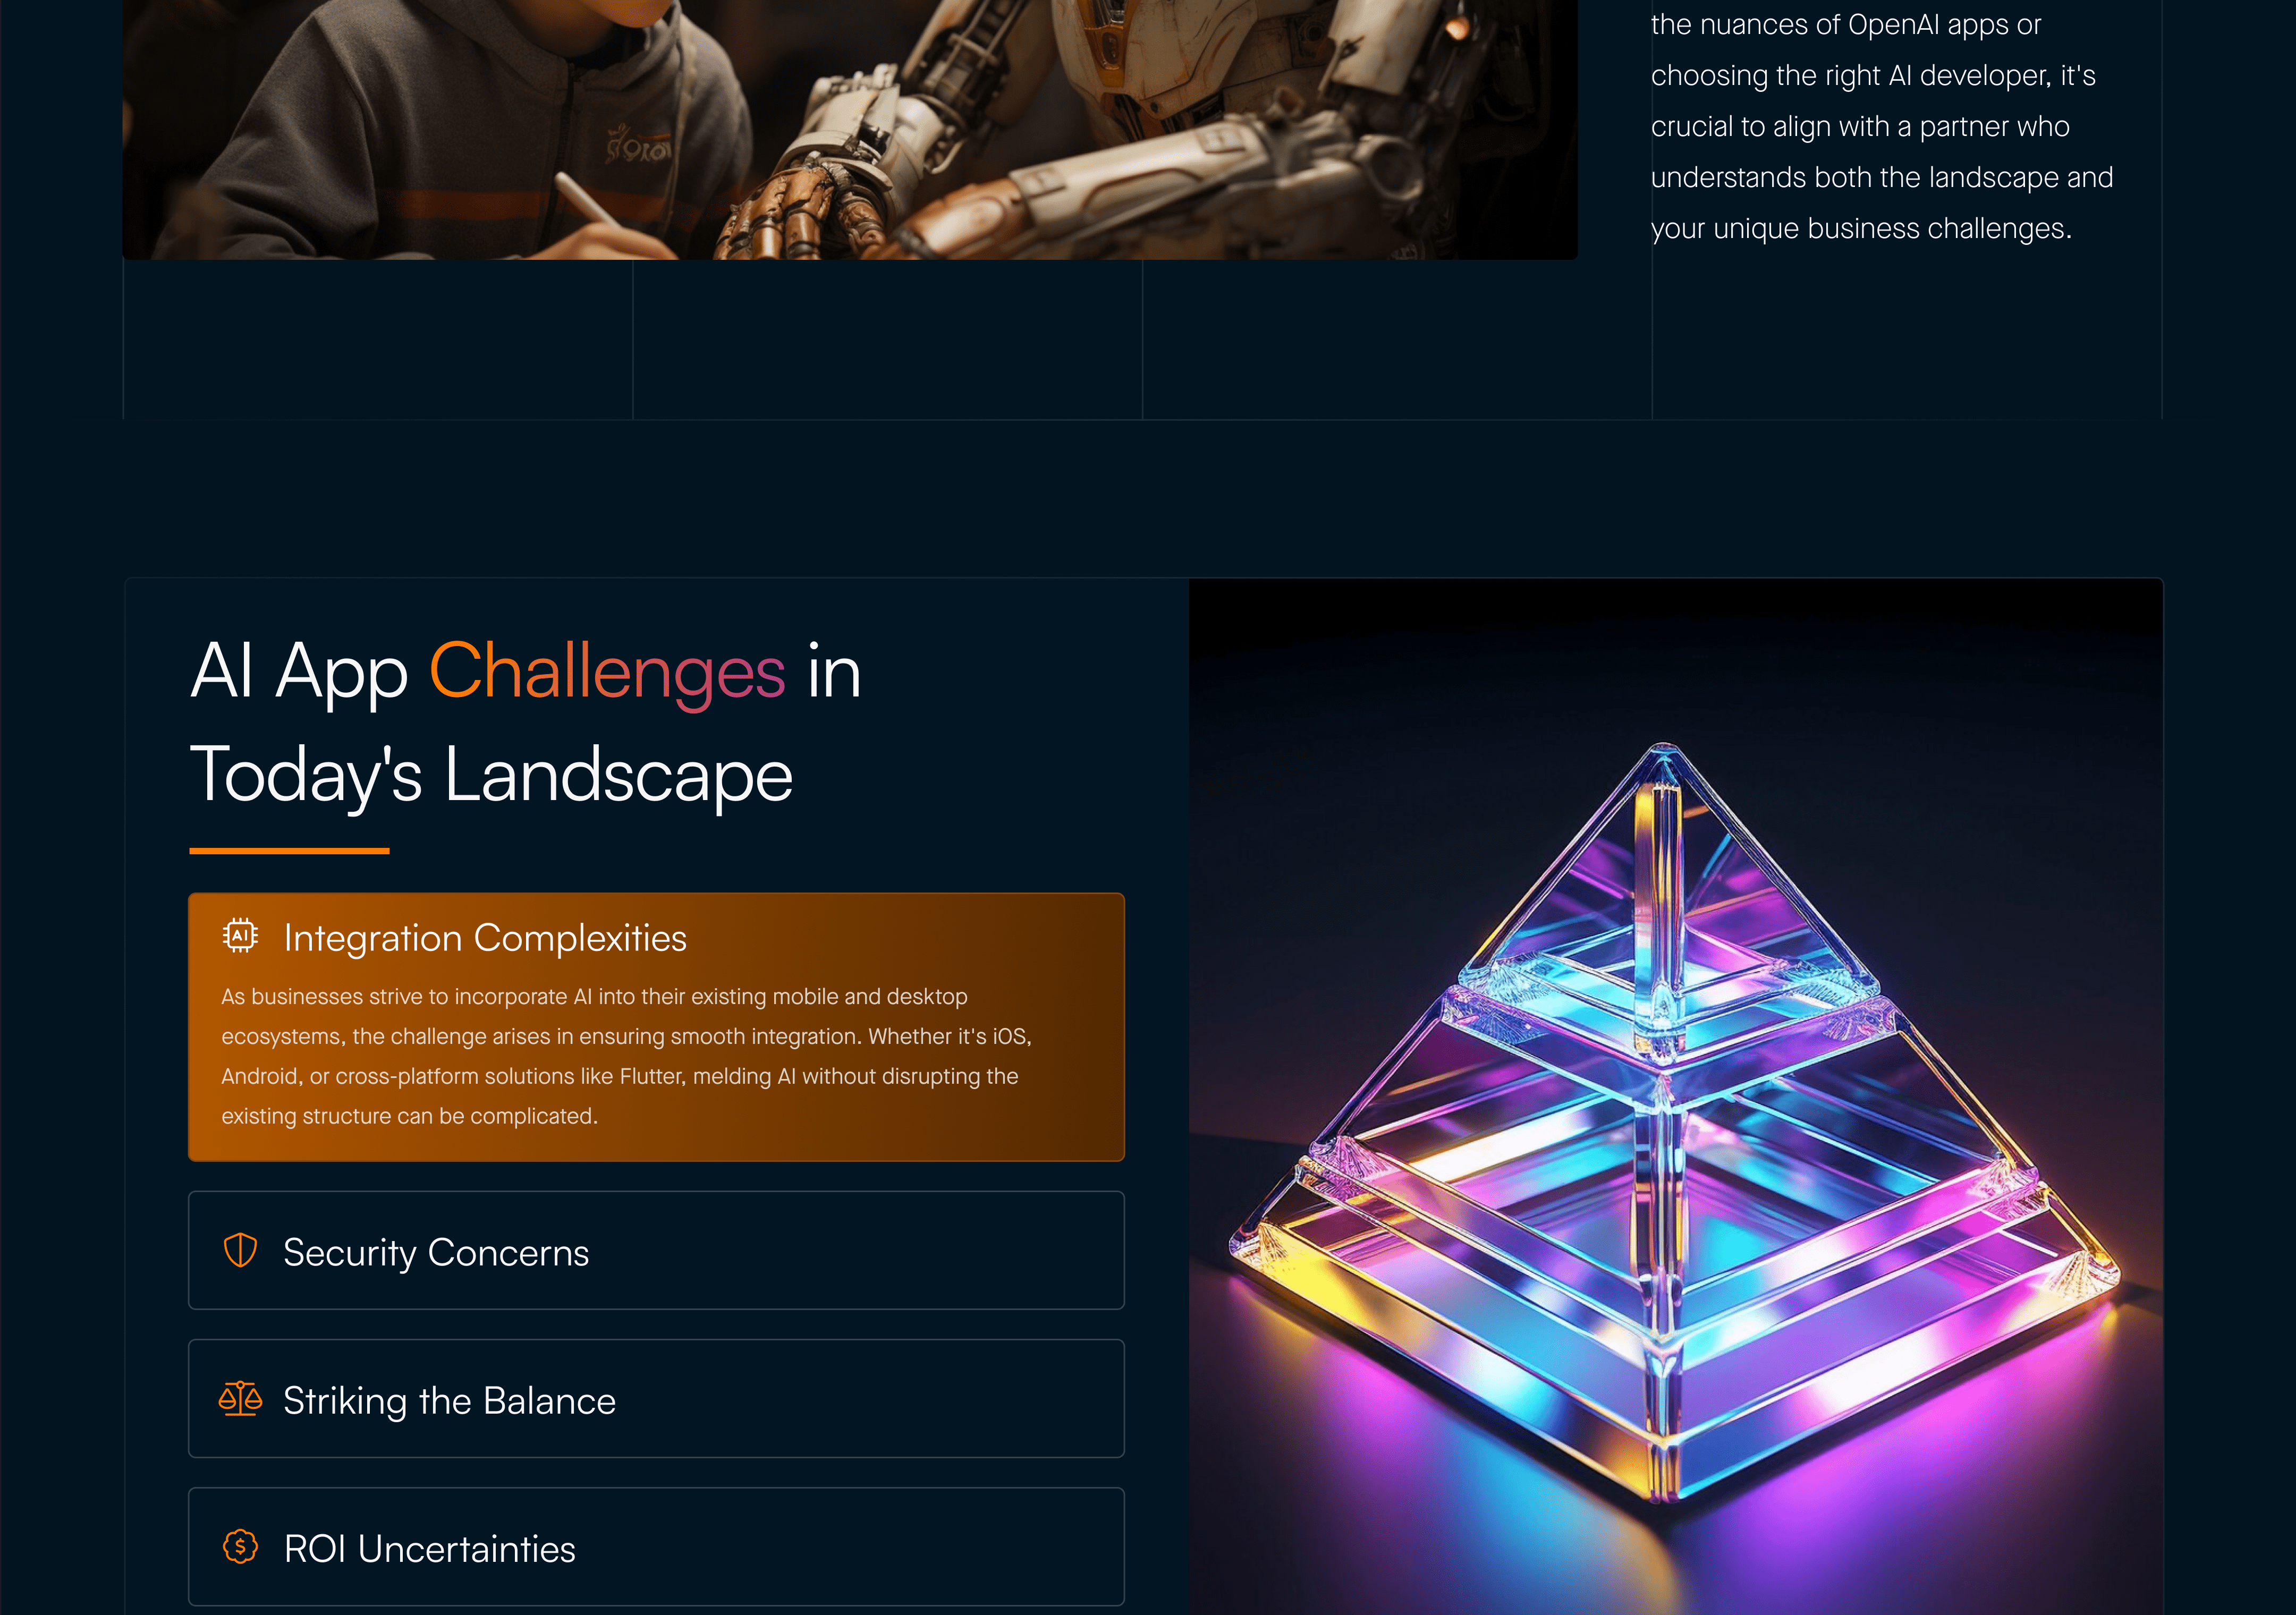 the nuances of OpenAI apps or
choosing the right AI developer, it's
crucial to align with a partner who
understands both the landscape and
your unique business challenges.
AI App Challenges in
Today's Landscape
AI
Integration Complexities
As businesses strive to incorporate AI into their existing mobile and desktop
ecosystems, the challenge arises in ensuring smooth integration. Whether it's iOS,
Android, or cross-platform solutions like Flutter, melding AI without disrupting the
existing structure can be complicated.
Security Concerns
Striking the Balance
$
ROI Uncertainties